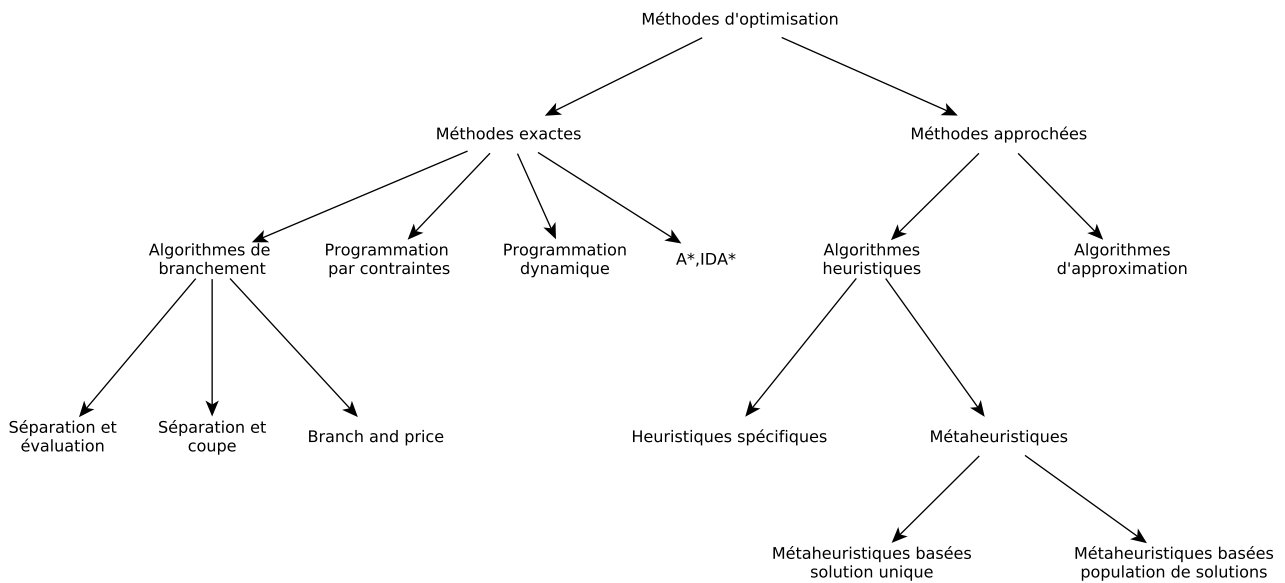 Méthodes d'optimisation
Méthodes exactes
Méthodes approchées
Algorithmes de
branchement
Programmation
par contraintes
Programmation
dynamique
A*,IDA*
Algorithmes
heuristiques
Algorithmes
d'approximation
Séparation et
évaluation
Séparation et
coupe
Branch and price
Heuristiques spécifiques
Métaheuristiques
Métaheuristiques basées
solution unique
Métaheuristiques basées
population de solutions